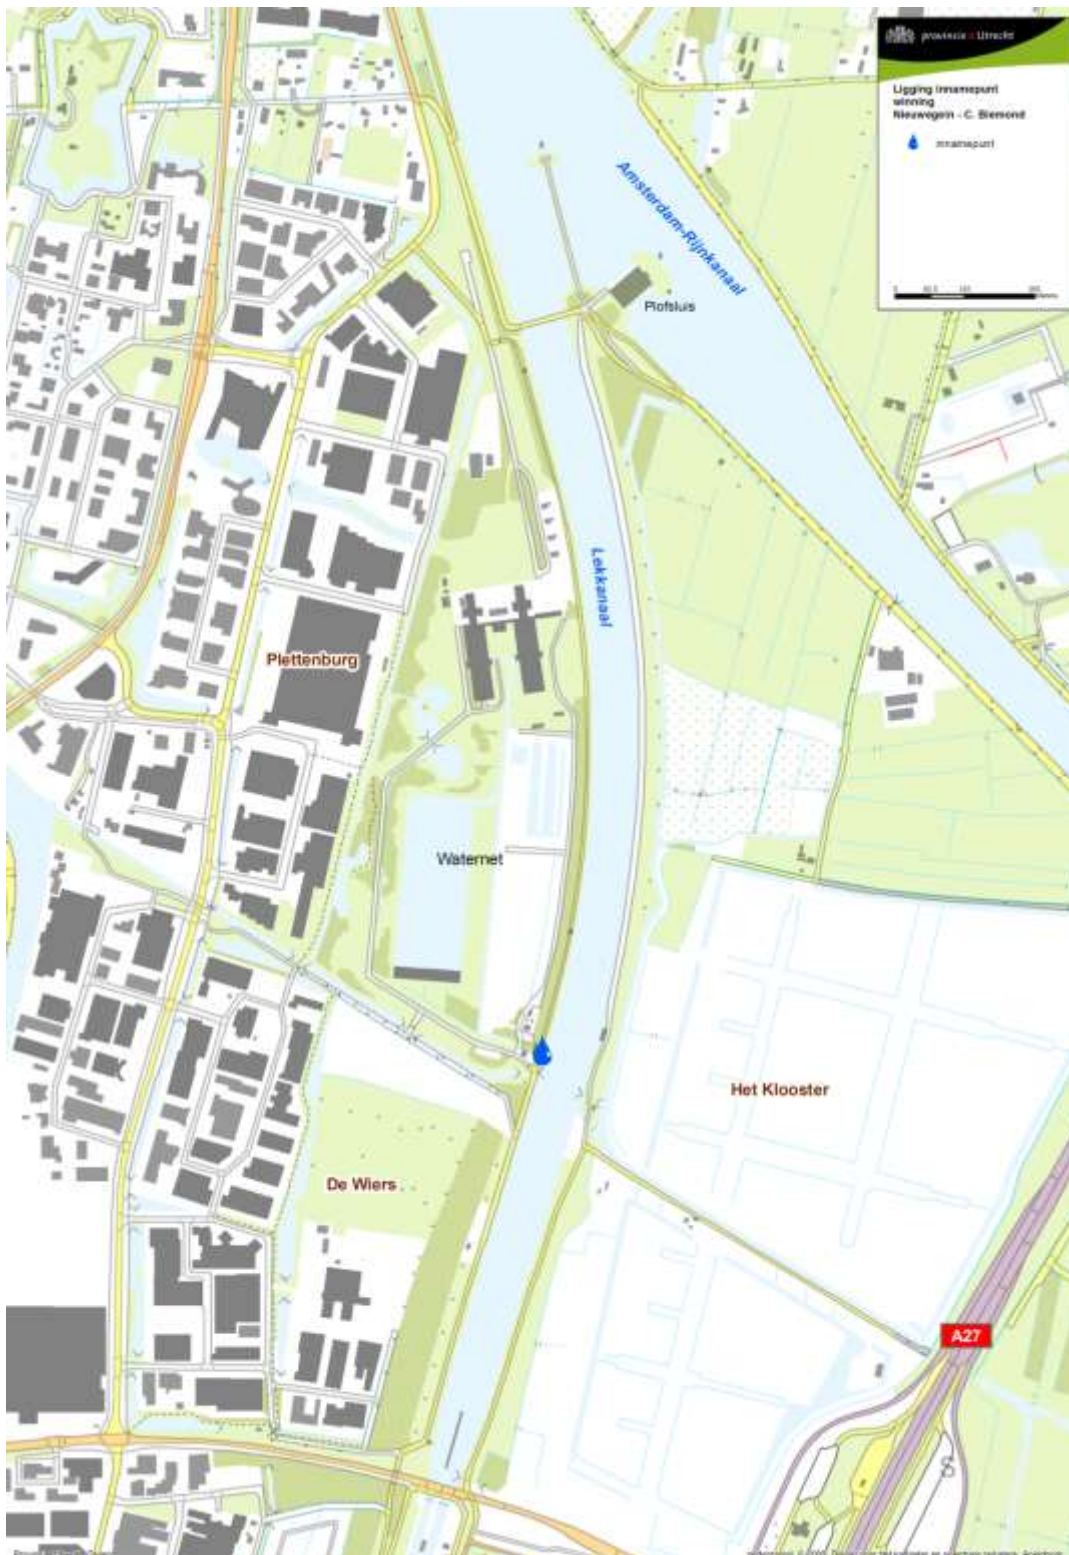 provincie Utrecht
Ligging innamepunt
winning
Nieuwegein - C. Biemond
innamepunt
Amsterdam-Rijnkanaal
Plofsluis
Lekkanaal
Plettenburg
Waternet
Het Klooster
De Wiers
A27